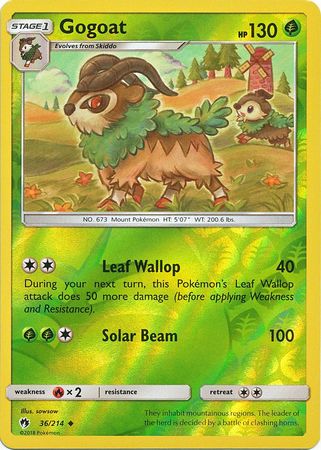 STAGE 1
Gogoat
HP 130
Evolves from Skiddo
NO. 673 Mount Pokémon HT: 5'07" WT: 200.6 lbs.
Leaf Wallop 40
During your next turn, this Pokémon's Leaf Wallop
attack does 50 more damage (before applying Weakness
and Resistance).
Solar Beam 100
weakness ×2 resistance retreat
Illus. sowsow
36/214
©2018 Pokémon
They inhabit mountainous regions. The leader of
the herd is decided by a battle of clashing horns.